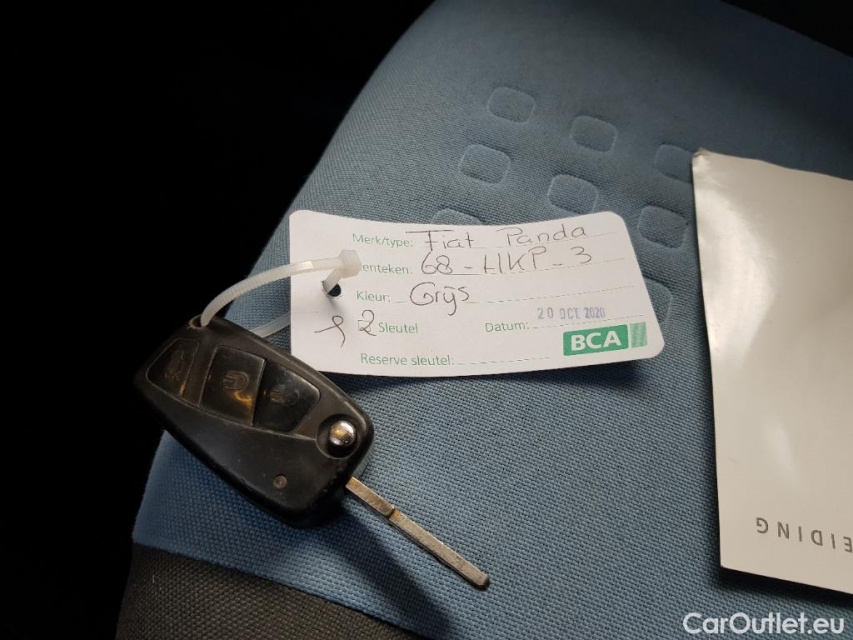 Merk/type: Fiat Panda
enteken: 68-HKP-3
Kleur: Grijs
2 Sleutel Datum: 20 OCT 2020
BCA
Reserve sleutel:
EIDING
CarOutlet.eu